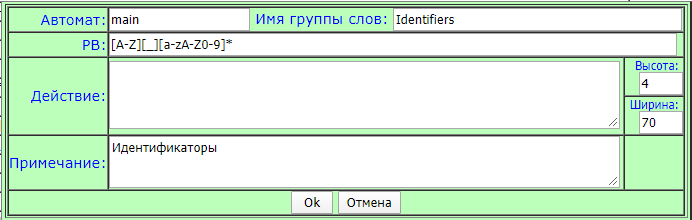 Автомат: main Имя группы слов: Identifiers
РВ: [A-Z][_][a-zA-Z0-9]*
Действие:
Высота:
4
Ширина:
70
Примечание: Идентификаторы
Ok Отмена